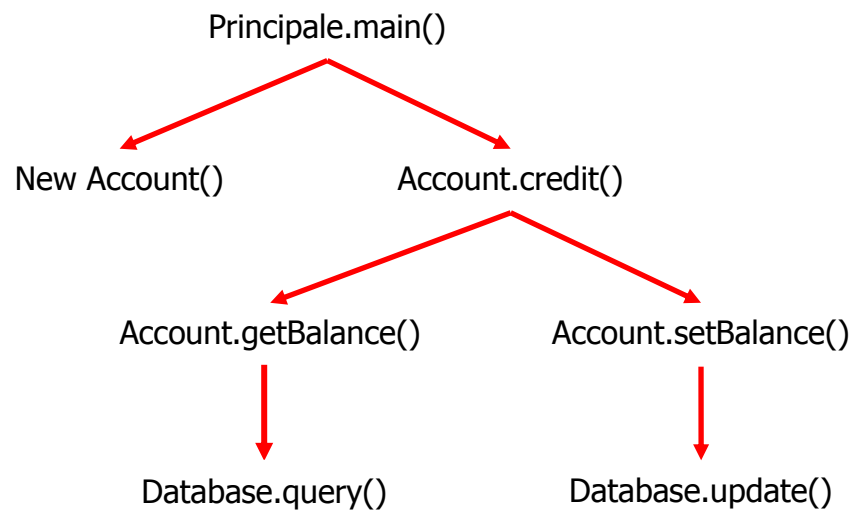 Principale.main()
New Account()
Account.credit()
Account.getBalance()
Account.setBalance()
Database.query()
Database.update()